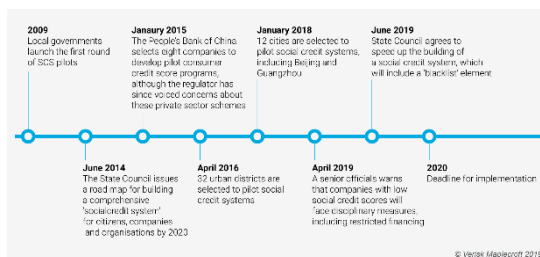 2009
Local governments
launch the first round
of SCS pilots
January 2015
The People's Bank of China
selects eight companies to
develop pilot consumer
credit score programs,
although the regulator has
since voiced concerns about
these private sector schemes
January 2018
12 cities are selected to
pilot social credit systems,
including Beijing and
Guangzhou
June 2019
State Council agrees to
speed up the building of
a social credit system, which
will include a 'blacklist' element
June 2014
The State Council issues
a road map for building
a comprehensive
'socialcredit system'
for citizens, companies
and organisations by 2020
April 2016
32 urban districts are
selected to pilot social
credit systems
April 2019
A senior officials warns
that companies with low
social credit scores will
face disciplinary measures,
including restricted financing
2020
Deadline for implementation
© Verisk Maplecroft 2019